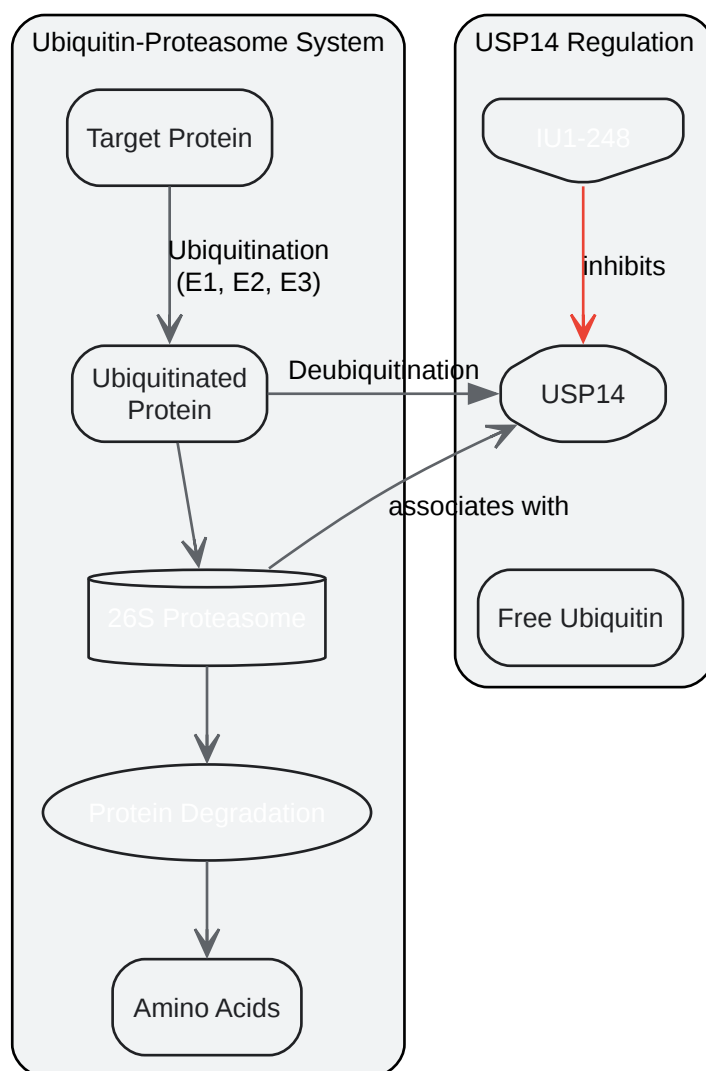 Ubiquitin-Proteasome System
USP14 Regulation
Target Protein
IU1-248
Ubiquitination
(E1, E2, E3)
inhibits
Ubiquitinated
Protein
Deubiquitination
USP14
associates with
26S Proteasome
Free Ubiquitin
Protein Degradation
Amino Acids